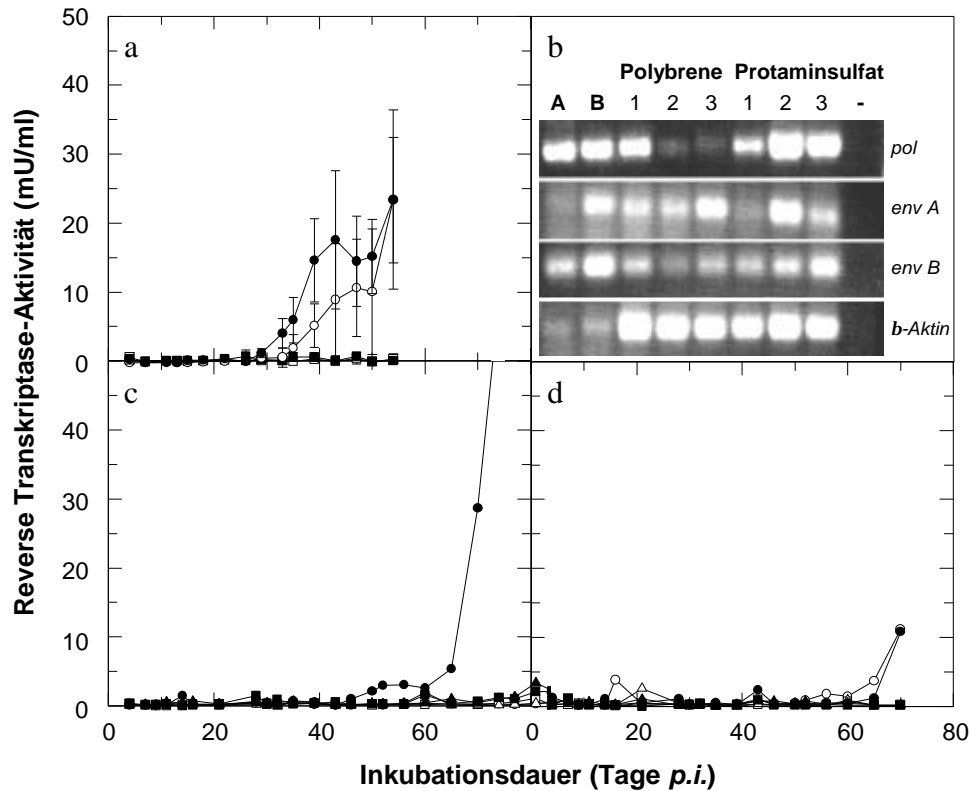 50
40
30
20
10
0
a
b
Polybrene Protaminsulfat
A B 1 2 3 1 2 3 -
pol
env A
env B
b-Aktin
c
d
40
30
20
10
0
0 20 40 60 0 20 40 60 80
Reverse Transkriptase-Aktivität (mU/ml)
Inkubationsdauer (Tage p.i.)